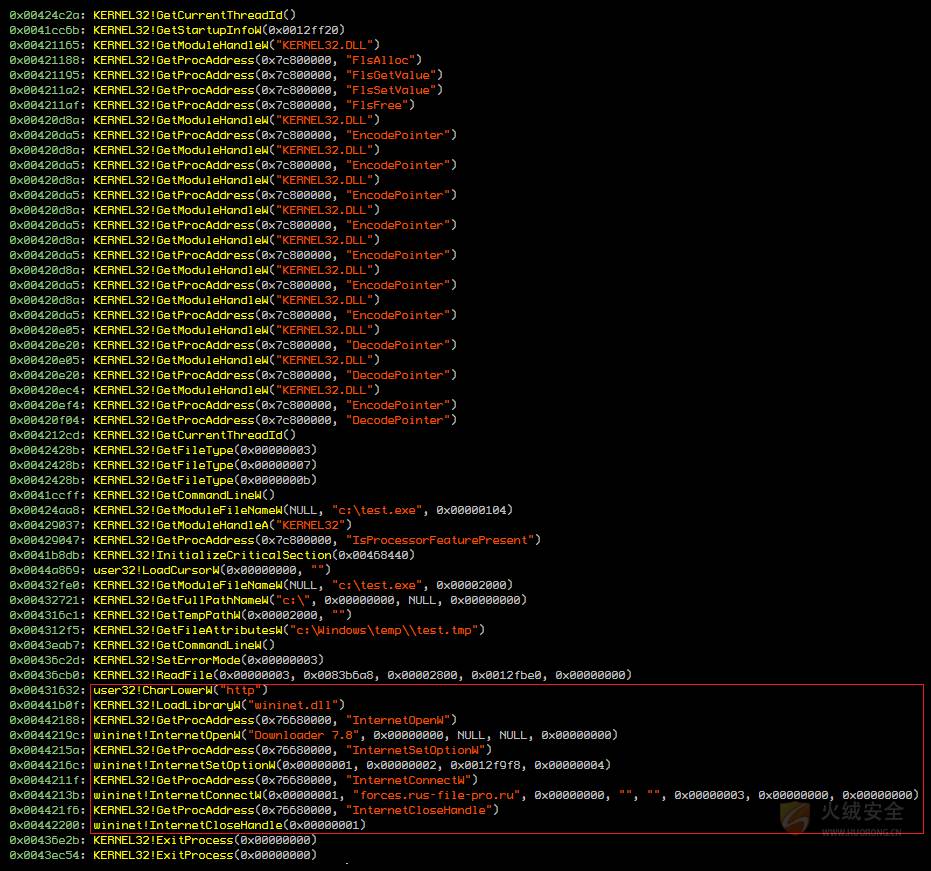 0x00424c2a: KERNEL32!GetCurrentThreadId()
0x0041cc6b: KERNEL32!GetStartupInfoW(0x0012ff20)
0x00421165: KERNEL32!GetModuleHandleW("KERNEL32.DLL")
0x00421188: KERNEL32!GetProcAddress(0x7c800000, "FlsAlloc")
0x00421195: KERNEL32!GetProcAddress(0x7c800000, "FlsGetValue")
0x004211a2: KERNEL32!GetProcAddress(0x7c800000, "FlsSetValue")
0x004211af: KERNEL32!GetProcAddress(0x7c800000, "FlsFree")
0x00420d8a: KERNEL32!GetModuleHandleW("KERNEL32.DLL")
0x00420da5: KERNEL32!GetProcAddress(0x7c800000, "EncodePointer")
0x00420d8a: KERNEL32!GetModuleHandleW("KERNEL32.DLL")
0x00420da5: KERNEL32!GetProcAddress(0x7c800000, "EncodePointer")
0x00420d8a: KERNEL32!GetModuleHandleW("KERNEL32.DLL")
0x00420da5: KERNEL32!GetProcAddress(0x7c800000, "EncodePointer")
0x00420d8a: KERNEL32!GetModuleHandleW("KERNEL32.DLL")
0x00420da5: KERNEL32!GetProcAddress(0x7c800000, "EncodePointer")
0x00420d8a: KERNEL32!GetModuleHandleW("KERNEL32.DLL")
0x00420da5: KERNEL32!GetProcAddress(0x7c800000, "EncodePointer")
0x00420d8a: KERNEL32!GetModuleHandleW("KERNEL32.DLL")
0x00420da5: KERNEL32!GetProcAddress(0x7c800000, "EncodePointer")
0x00420d8a: KERNEL32!GetModuleHandleW("KERNEL32.DLL")
0x00420da5: KERNEL32!GetProcAddress(0x7c800000, "EncodePointer")
0x00420e05: KERNEL32!GetModuleHandleW("KERNEL32.DLL")
0x00420e20: KERNEL32!GetProcAddress(0x7c800000, "DecodePointer")
0x00420e05: KERNEL32!GetModuleHandleW("KERNEL32.DLL")
0x00420e20: KERNEL32!GetProcAddress(0x7c800000, "DecodePointer")
0x00420ec4: KERNEL32!GetModuleHandleW("KERNEL32.DLL")
0x00420ef4: KERNEL32!GetProcAddress(0x7c800000, "EncodePointer")
0x00420f04: KERNEL32!GetProcAddress(0x7c800000, "DecodePointer")
0x004212cd: KERNEL32!GetCurrentThreadId()
0x0042428b: KERNEL32!GetFileType(0x00000003)
0x0042428b: KERNEL32!GetFileType(0x00000007)
0x0042428b: KERNEL32!GetFileType(0x0000000b)
0x0041ccff: KERNEL32!GetCommandLineW()
0x00424aa8: KERNEL32!GetModuleFileNameW(NULL, "c:\test.exe", 0x00000104)
0x00429037: KERNEL32!GetModuleHandleA("KERNEL32")
0x00429047: KERNEL32!GetProcAddress(0x7c800000, "IsProcessorFeaturePresent")
0x0041b8db: KERNEL32!InitializeCriticalSection(0x00468440)
0x0044a869: user32!LoadCursorW(0x00000000, "")
0x00432fe0: KERNEL32!GetModuleFileNameW(NULL, "c:\test.exe", 0x00002000)
0x00432721: KERNEL32!GetFullPathNameW("c:\", 0x00000000, NULL, 0x00000000)
0x004316c1: KERNEL32!GetTempPathW(0x00002000, "")
0x004312f5: KERNEL32!GetFileAttributesW("c:\Windows\temp\\test.tmp")
0x0043eab7: KERNEL32!GetCommandLineW()
0x00436c2d: KERNEL32!SetErrorMode(0x00000003)
0x00436cb0: KERNEL32!ReadFile(0x00000003, 0x0083b6a8, 0x00002800, 0x0012fbe0, 0x00000000)
0x00431632: user32!CharLowerW("http")
0x00441b0f: KERNEL32!LoadLibraryW("wininet.dll")
0x00442188: KERNEL32!GetProcAddress(0x76680000, "InternetOpenW")
0x0044219c: wininet!InternetOpenW("Downloader 7.8", 0x00000000, NULL, NULL, 0x00000000)
0x0044215a: KERNEL32!GetProcAddress(0x76680000, "InternetSetOptionW")
0x0044216c: wininet!InternetSetOptionW(0x00000001, 0x00000002, 0x0012f9f8, 0x00000004)
0x0044211f: KERNEL32!GetProcAddress(0x76680000, "InternetConnectW")
0x0044213b: wininet!InternetConnectW(0x00000001, "forces.rus-file-pro.ru", 0x00000000, "", "", 0x00000003, 0x00000000, 0x00000000)
0x004421f6: KERNEL32!GetProcAddress(0x76680000, "InternetCloseHandle")
0x00442200: wininet!InternetCloseHandle(0x00000001)
0x00436e2b: KERNEL32!ExitProcess(0x00000000)
0x0043ec54: KERNEL32!ExitProcess(0x00000000)
火绒安全
WWW.HUORONG.CN